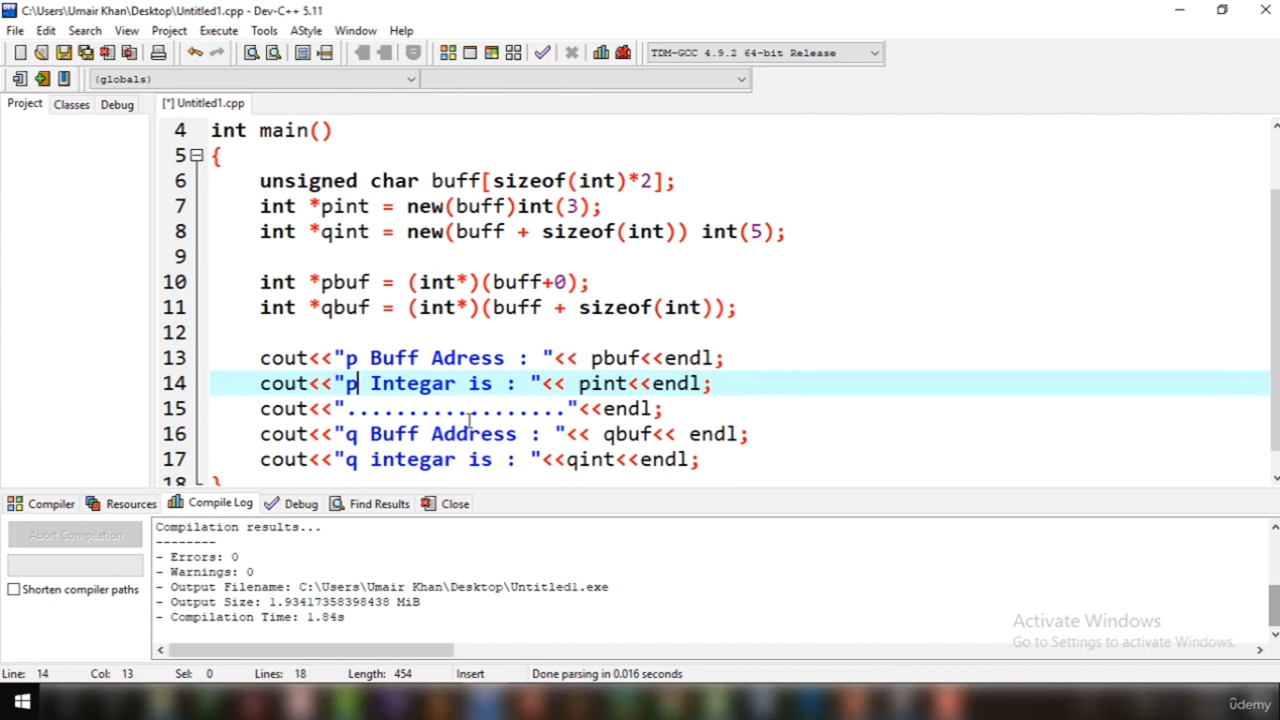 C:\Users\Umair Khan\Desktop\Untitled1.cpp - Dev-C++ 5.11
File Edit Search View Project Execute Tools AStyle Window Help
TDM-GCC 4.9.2 64-bit Release
(globals)
Project Classes Debug [*] Untitled1.cpp
4 int main()
5 {
6 unsigned char buff[sizeof(int)*2];
7 int *pint = new(buff)int(3);
8 int *qint = new(buff + sizeof(int)) int(5);
9
10 int *pbuf = (int*)(buff+0);
11 int *qbuf = (int*)(buff + sizeof(int));
12
13 cout<<"p Buff Adress : "<< pbuf<<endl;
14 cout<<"p Integar is : "<< pint<<endl;
15 cout<<".................."<<endl;
16 cout<<"q Buff Address : "<< qbuf<< endl;
17 cout<<"q integar is : "<<qint<<endl;
18 }
Compiler Resources Compile Log Debug Find Results Close
Abort Compilation
Shorten compiler paths
Compilation results...
--------
- Errors: 0
- Warnings: 0
- Output Filename: C:\Users\Umair Khan\Desktop\Untitled1.exe
- Output Size: 1.93417358398438 MiB
- Compilation Time: 1.84s
Activate Windows
Go to Settings to activate Windows.
Line: 14 Col: 13 Sel: 0 Lines: 18 Length: 454 Insert Done parsing in 0.016 seconds
ûdemy